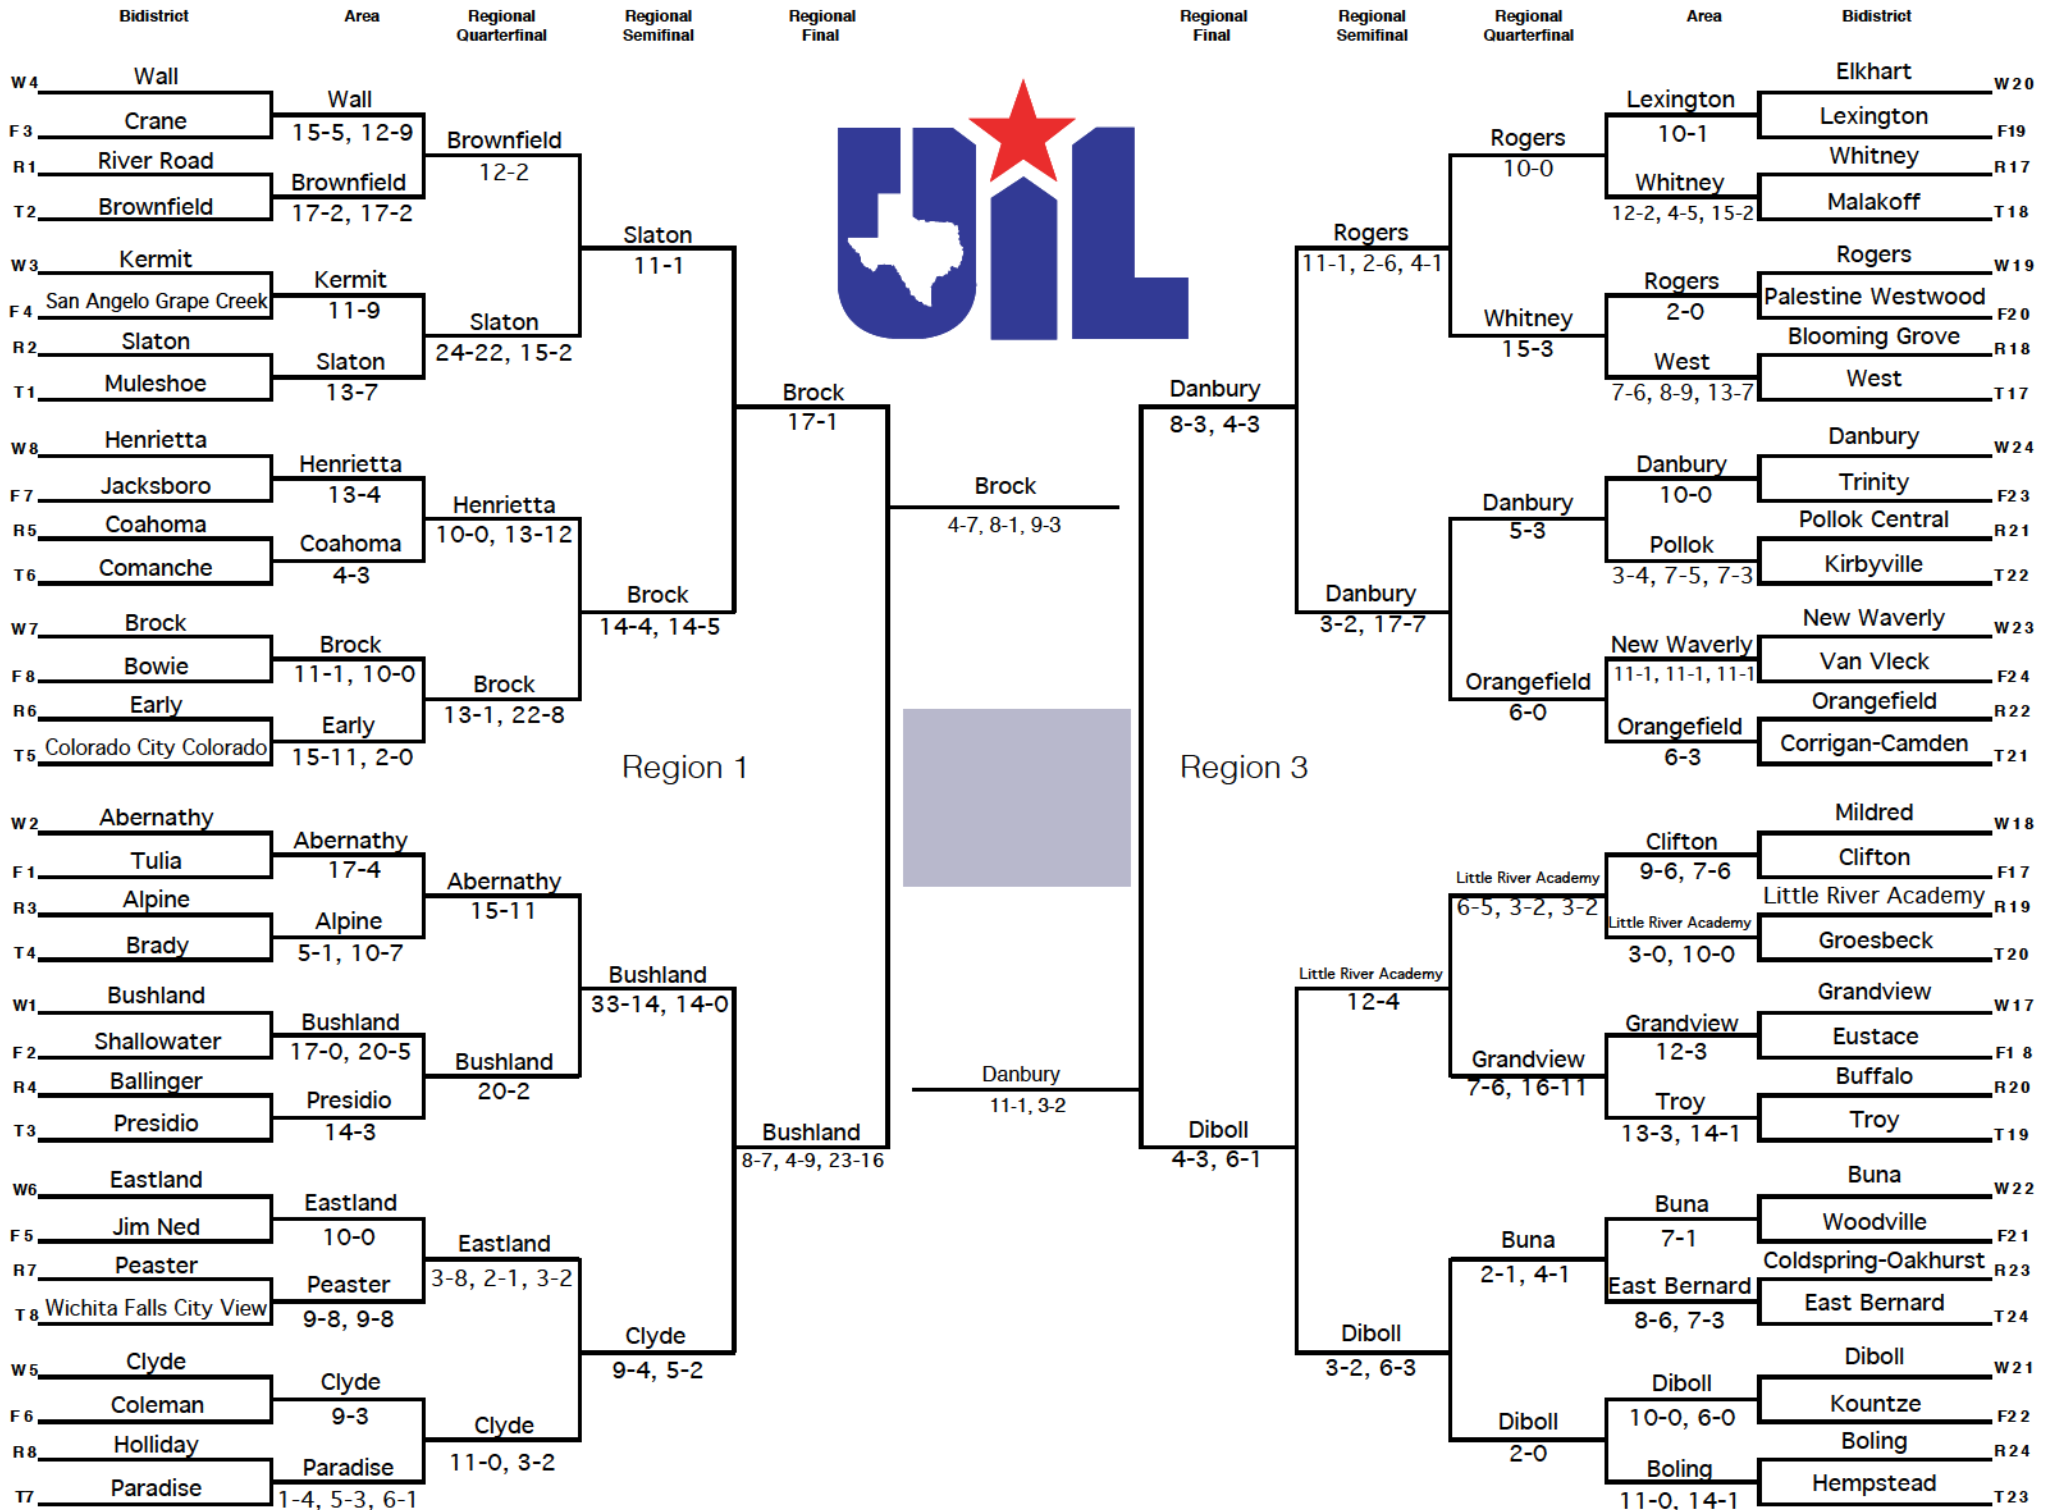 Bidistrict Area Regional Quarterfinal Regional Semifinal Regional Final Regional Final Regional Semifinal Regional Quarterfinal Area Bidistrict
W4 Wall
F3 Crane
R1 River Road
T2 Brownfield
W3 Kermit
F4 San Angelo Grape Creek
R2 Slaton
T1 Muleshoe
W8 Henrietta
F7 Jacksboro
R5 Coahoma
T6 Comanche
W7 Brock
F8 Bowie
R6 Early
T5 Colorado City Colorado
W2 Abernathy
F1 Tulia
R3 Alpine
T4 Brady
W1 Bushland
F2 Shallowater
R4 Ballinger
T3 Presidio
W6 Eastland
F5 Jim Ned
R7 Peaster
T8 Wichita Falls City View
W5 Clyde
F6 Coleman
R8 Holliday
T7 Paradise
Wall
15-5, 12-9
Brownfield
17-2, 17-2
Kermit
11-9
Slaton
13-7
Henrietta
13-4
Coahoma
4-3
Brock
11-1, 10-0
Early
15-11, 2-0
Abernathy
17-4
Alpine
5-1, 10-7
Bushland
17-0, 20-5
Presidio
14-3
Eastland
10-0
Peaster
9-8, 9-8
Clyde
9-3
Paradise
1-4, 5-3, 6-1
Brownfield
12-2
Slaton
24-22, 15-2
Henrietta
10-0, 13-12
Brock
13-1, 22-8
Abernathy
15-11
Bushland
20-2
Eastland
3-8, 2-1, 3-2
Clyde
11-0, 3-2
Slaton
11-1
Brock
14-4, 14-5
Bushland
33-14, 14-0
Clyde
9-4, 5-2
Brock
17-1
Bushland
8-7, 4-9, 23-16
Region 1
UIL
Brock
4-7, 8-1, 9-3
Danbury
11-1, 3-2
Region 3
Danbury
8-3, 4-3
Diboll
4-3, 6-1
Rogers
11-1, 2-6, 4-1
Danbury
3-2, 17-7
Little River Academy
12-4
Diboll
3-2, 6-3
Rogers
10-0
Whitney
15-3
Danbury
5-3
Orangefield
6-0
Little River Academy
6-5, 3-2, 3-2
Grandview
7-6, 16-11
Buna
2-1, 4-1
Diboll
2-0
Lexington
10-1
Whitney
12-2, 4-5, 15-2
Rogers
2-0
West
7-6, 8-9, 13-7
Danbury
10-0
Pollok
3-4, 7-5, 7-3
New Waverly
11-1, 11-1, 11-1
Orangefield
6-3
Clifton
9-6, 7-6
Little River Academy
3-0, 10-0
Grandview
12-3
Troy
13-3, 14-1
Buna
7-1
East Bernard
8-6, 7-3
Diboll
10-0, 6-0
Boling
11-0, 14-1
Elkhart W20
Lexington F19
Whitney R17
Malakoff T18
Rogers W19
Palestine Westwood F20
Blooming Grove R18
West T17
Danbury W24
Trinity F23
Pollok Central R21
Kirbyville T22
New Waverly W23
Van Vleck F24
Orangefield R22
Corrigan-Camden T21
Mildred W18
Clifton F17
Little River Academy R19
Groesbeck T20
Grandview W17
Eustace F1 8
Buffalo R20
Troy T19
Buna W22
Woodville F21
Coldspring-Oakhurst R23
East Bernard T24
Diboll W21
Kountze F22
Boling R24
Hempstead T23